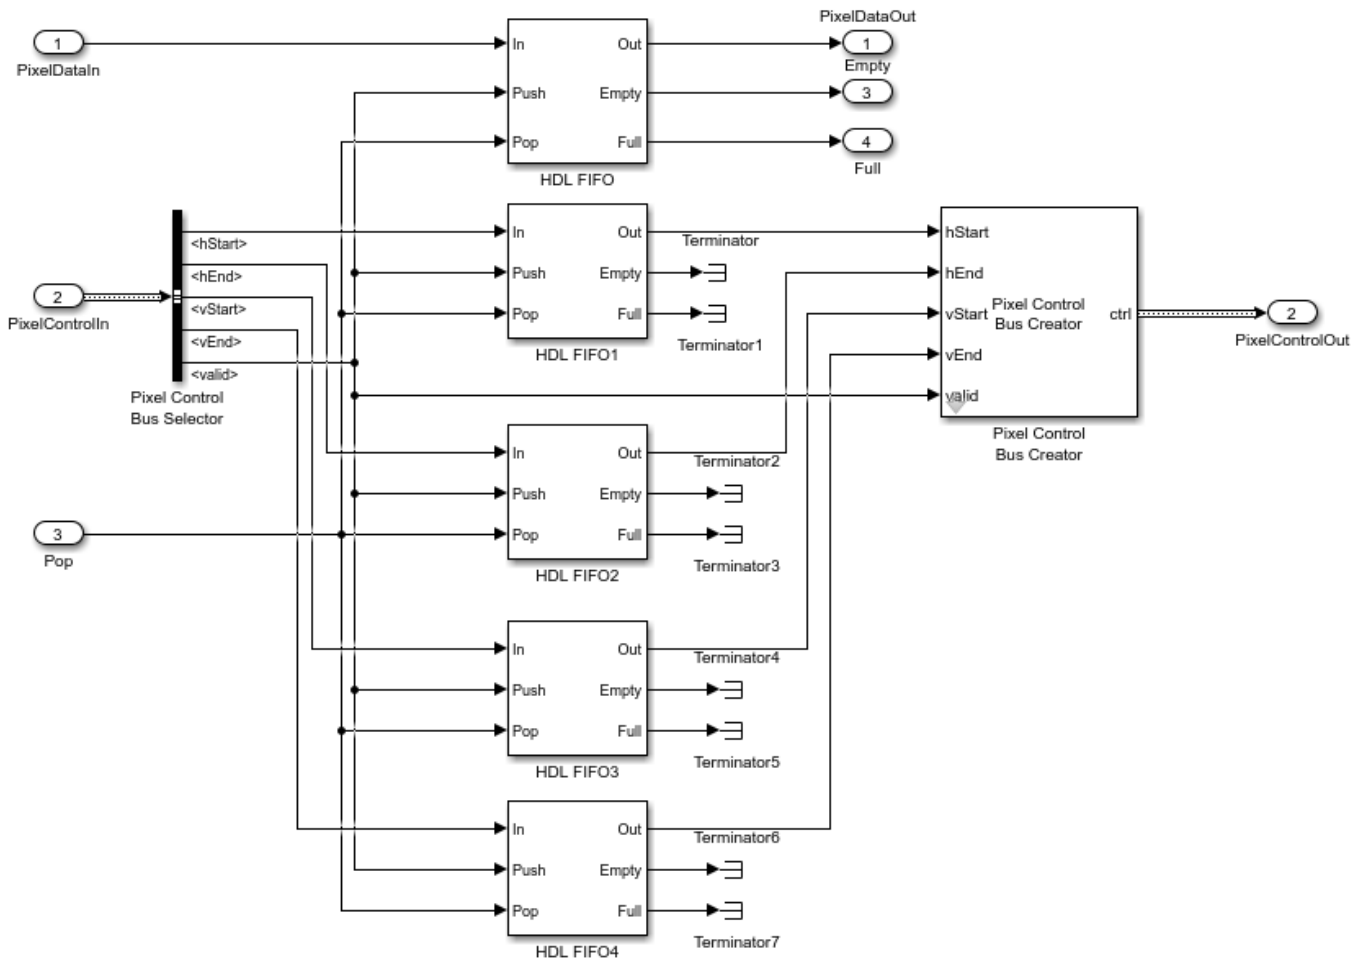 PixelDataOut
1
In
Out
1
PixelDataIn
Empty
Push
Empty
3
Pop
Full
4
HDL FIFO
Full
<hStart>
In
Out
Terminator
hStart
<hEnd>
Push
Empty
hEnd
2
<vStart>
Pop
Full
vStart
Pixel Control
Bus Creator
ctrl
2
PixelControlIn
<vEnd>
HDL FIFO1
Terminator1
vEnd
PixelControlOut
<valid>
valid
Pixel Control
Bus Selector
Pixel Control
Bus Creator
In
Out
Terminator2
Push
Empty
3
Pop
Pop
Full
HDL FIFO2
Terminator3
In
Out
Terminator4
Push
Empty
Pop
Full
HDL FIFO3
Terminator5
In
Out
Terminator6
Push
Empty
Pop
Full
HDL FIFO4
Terminator7